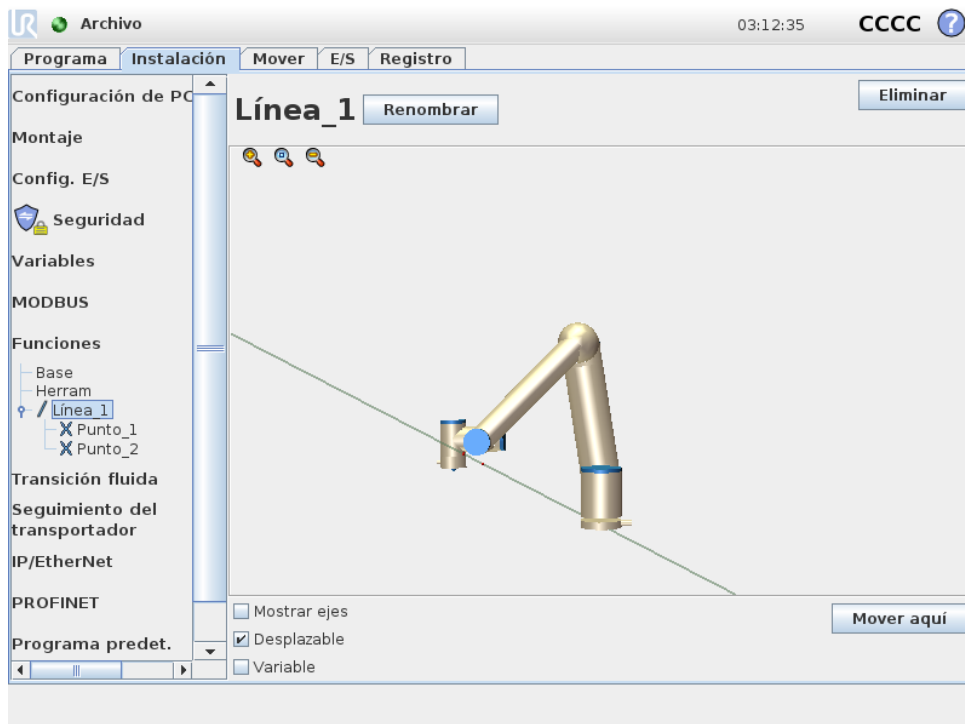 UR Archivo 03:12:35 CCCC ?
Programa Instalación Mover E/S Registro
Configuración de PC
Montaje
Config. E/S
Seguridad
Variables
MODBUS
Funciones
Base
Herram
Línea_1
Punto_1
Punto_2
Transición fluida
Seguimiento del
transportador
IP/EtherNet
PROFINET
Programa predet.
Línea_1 Renombrar Eliminar
Mostrar ejes
Desplazable
Variable
Mover aquí